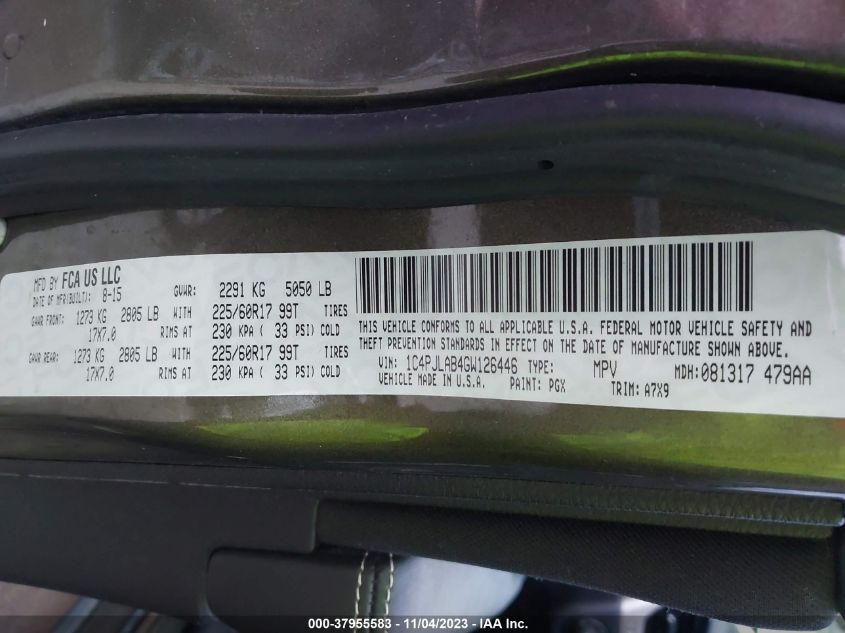 MFD BY FCA US LLC
DATE OF MFR(BUILT): 8-15 GVWR: 2291 KG 5050 LB
GAWR FRONT: 1273 KG 2805 LB WITH 225/60R17 99T TIRES
17X7.0 RIMS AT 230 KPA ( 33 PSI) COLD
GAWR REAR: 1273 KG 2805 LB WITH 225/60R17 99T TIRES
17X7.0 RIMS AT 230 KPA ( 33 PSI) COLD
THIS VEHICLE CONFORMS TO ALL APPLICABLE U.S.A. FEDERAL MOTOR VEHICLE SAFETY AND
THEFT PREVENTION STANDARDS IN EFFECT ON THE DATE OF MANUFACTURE SHOWN ABOVE.
VIN: 1C4PJLAB4GW126446 TYPE: MPV MDH: 081317 479AA
VEHICLE MADE IN U.S.A. PAINT: PGX TRIM: A7X9
000-37955583 - 11/04/2023 - IAAI.com